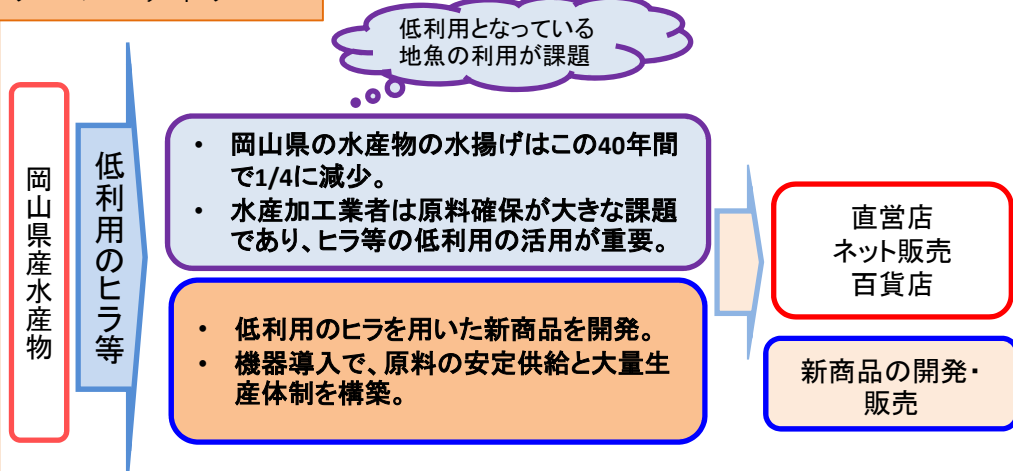 低利用となっている
地魚の利用が課題
岡山県産水産物
低利用のヒラ等
• 岡山県の水産物の水揚げはこの40年間
で1/4に減少。
• 水産加工業者は原料確保が大きな課題
であり、ヒラ等の低利用の活用が重要。
• 低利用のヒラを用いた新商品を開発。
• 機器導入で、原料の安定供給と大量生
産体制を構築。
直営店
ネット販売
百貨店
新商品の開発・
販売